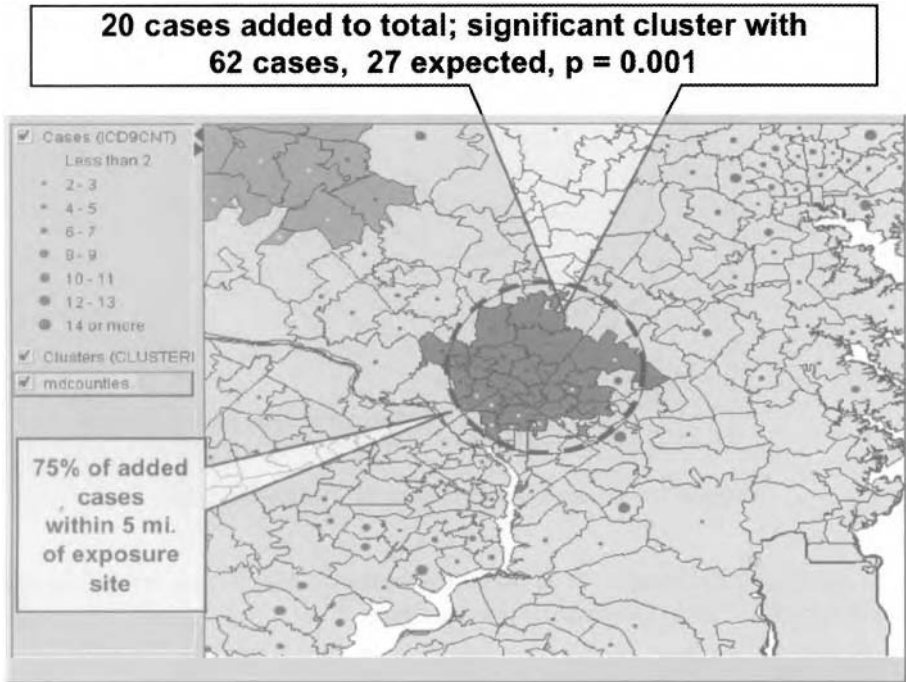 20 cases added to total; significant cluster with
62 cases, 27 expected, p = 0.001
Cases (ICD9CNT)
Less than 2
2 - 3
4 - 5
6 - 7
8 - 9
10 - 11
12 - 13
14 or more
Clusters (CLUSTERI
mdcounties
75% of added
cases
within 5 mi.
of exposure
site